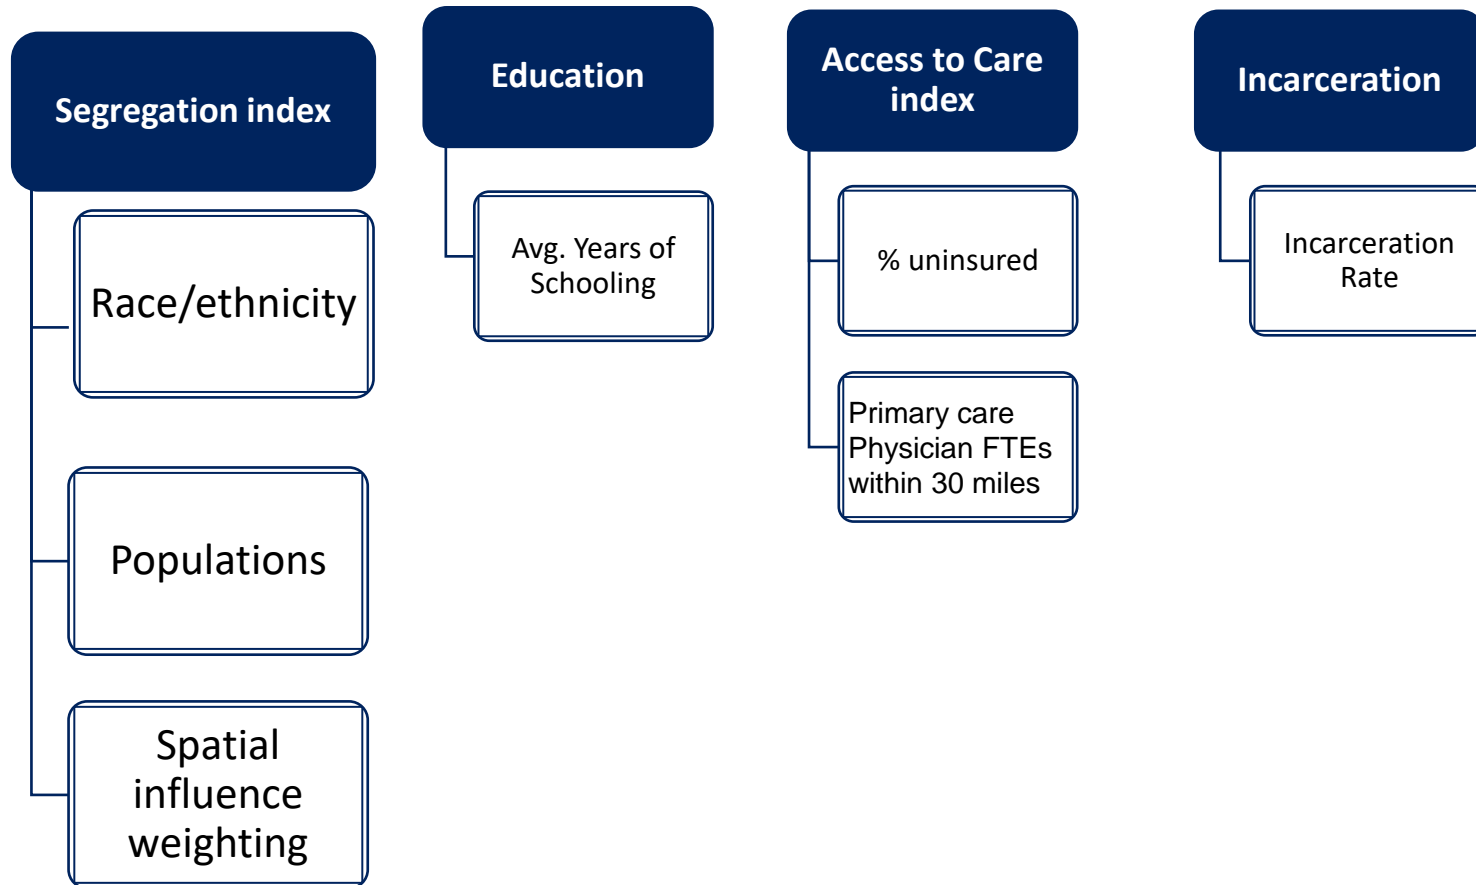 Segregation index
Race/ethnicity
Populations
Spatial
influence
weighting
Education
Avg. Years of
Schooling
Access to Care
index
% uninsured
Primary care
Physician FTEs
within 30 miles
Incarceration
Incarceration
Rate